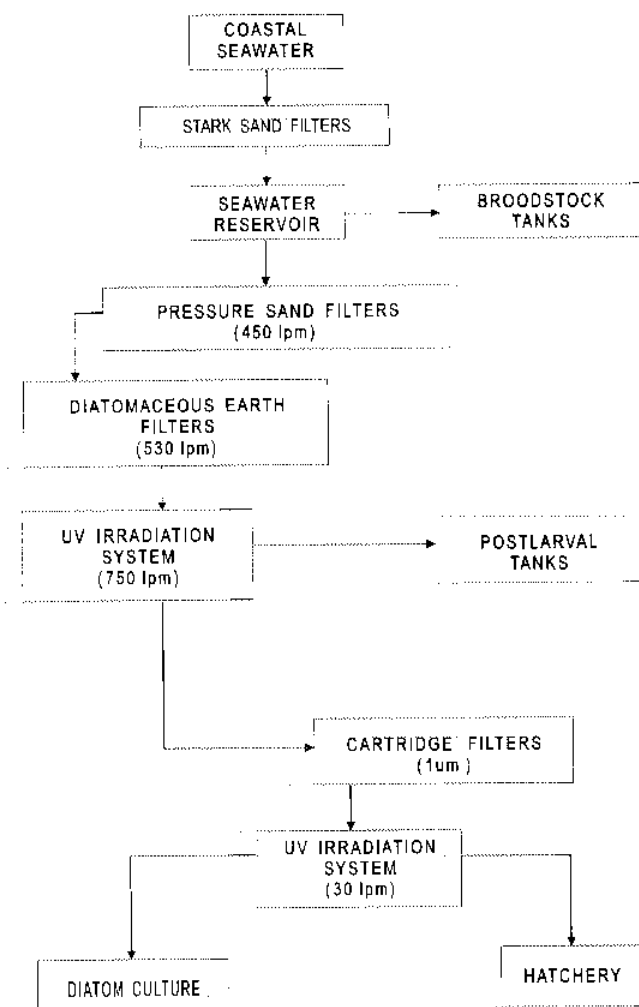 COASTAL
SEAWATER
STARK SAND FILTERS
SEAWATER
RESERVOIR
BROODSTOCK
TANKS
PRESSURE SAND FILTERS
(450 lpm)
DIATOMACEOUS EARTH
FILTERS
(530 lpm)
UV IRRADIATION
SYSTEM
(750 lpm)
POSTLARVAL
TANKS
CARTRIDGE FILTERS
(1um)
UV IRRADIATION
SYSTEM
(30 lpm)
DIATOM CULTURE
HATCHERY